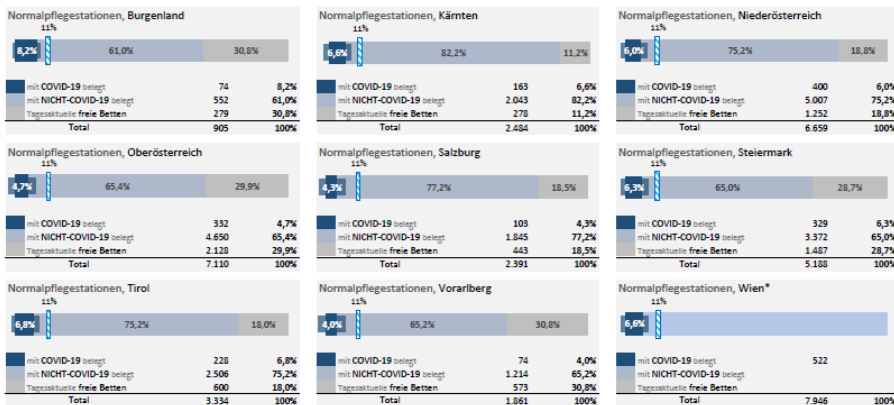 Normalpflegestationen, Burgenland
11%
8,2% 61,0% 30,8%
mit COVID-19 belegt 74 8,2%
mit NICHT-COVID-19 belegt 552 61,0%
Tagesaktuelle freie Betten 279 30,8%
Total 905 100%
Normalpflegestationen, Kärnten
11%
6,6% 82,2% 11,2%
mit COVID-19 belegt 163 6,6%
mit NICHT-COVID-19 belegt 2.043 82,2%
Tagesaktuelle freie Betten 278 11,2%
Total 2.484 100%
Normalpflegestationen, Niederösterreich
11%
6,0% 75,2% 18,8%
mit COVID-19 belegt 400 6,0%
mit NICHT-COVID-19 belegt 5.007 75,2%
Tagesaktuelle freie Betten 1.252 18,8%
Total 6.659 100%
Normalpflegestationen, Oberösterreich
11%
4,7% 65,4% 29,9%
mit COVID-19 belegt 332 4,7%
mit NICHT-COVID-19 belegt 4.650 65,4%
Tagesaktuelle freie Betten 2.128 29,9%
Total 7.110 100%
Normalpflegestationen, Salzburg
11%
4,3% 77,2% 18,5%
mit COVID-19 belegt 103 4,3%
mit NICHT-COVID-19 belegt 1.845 77,2%
Tagesaktuelle freie Betten 443 18,5%
Total 2.391 100%
Normalpflegestationen, Steiermark
11%
6,3% 65,0% 28,7%
mit COVID-19 belegt 329 6,3%
mit NICHT-COVID-19 belegt 3.372 65,0%
Tagesaktuelle freie Betten 1.487 28,7%
Total 5.188 100%
Normalpflegestationen, Tirol
11%
6,8% 75,2% 18,0%
mit COVID-19 belegt 228 6,8%
mit NICHT-COVID-19 belegt 2.506 75,2%
Tagesaktuelle freie Betten 600 18,0%
Total 3.334 100%
Normalpflegestationen, Vorarlberg
11%
4,0% 65,2% 30,8%
mit COVID-19 belegt 74 4,0%
mit NICHT-COVID-19 belegt 1.214 65,2%
Tagesaktuelle freie Betten 573 30,8%
Total 1.861 100%
Normalpflegestationen, Wien*
11%
6,6%
mit COVID-19 belegt 522
mit NICHT-COVID-19 belegt
Tagesaktuelle freie Betten
Total 7.946 100%